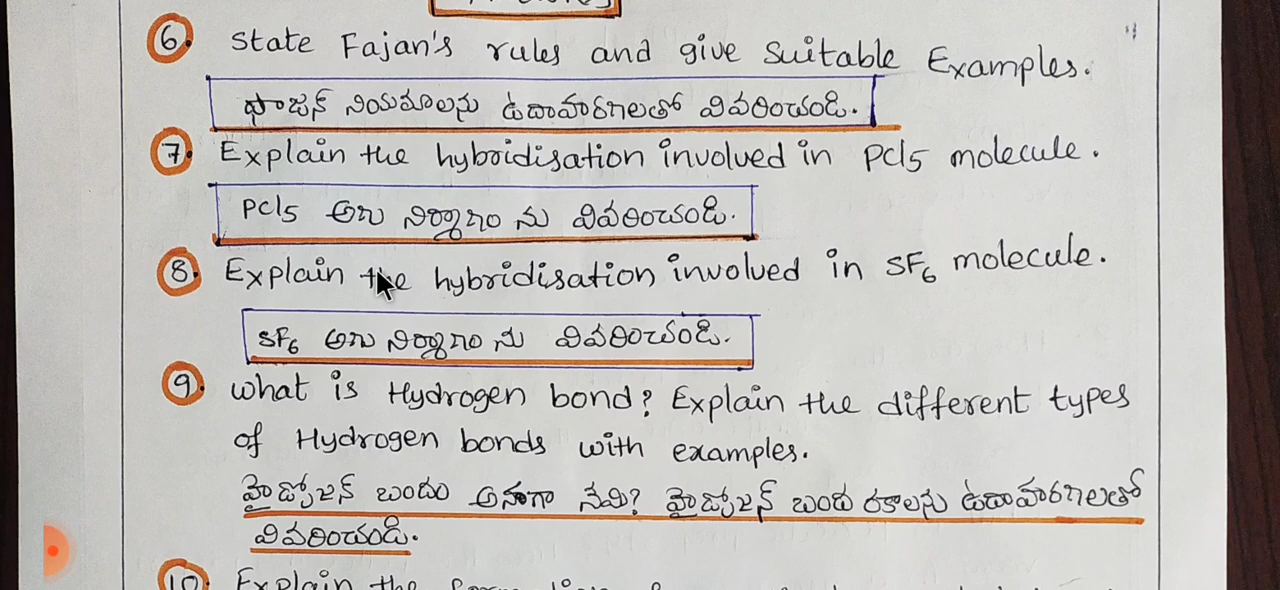 6. State Fajan's rules and give Suitable Examples.
ఫాజన్ నియమాలను ఉదాహరణలతో వివరించండి.
7. Explain the hybridisation involved in PCl5 molecule.
PCl5 అణు నిర్మాణం ను వివరించండి.
8. Explain the hybridisation involved in SF6 molecule.
SF6 అణు నిర్మాణం ను వివరించండి.
9. what is Hydrogen bond? Explain the different types
of Hydrogen bonds with examples.
హైడ్రోజన్ బంధం అనగా నేమి? హైడ్రోజన్ బంధ రకాలను ఉదాహరణలతో
వివరించండి.
10. Explain the